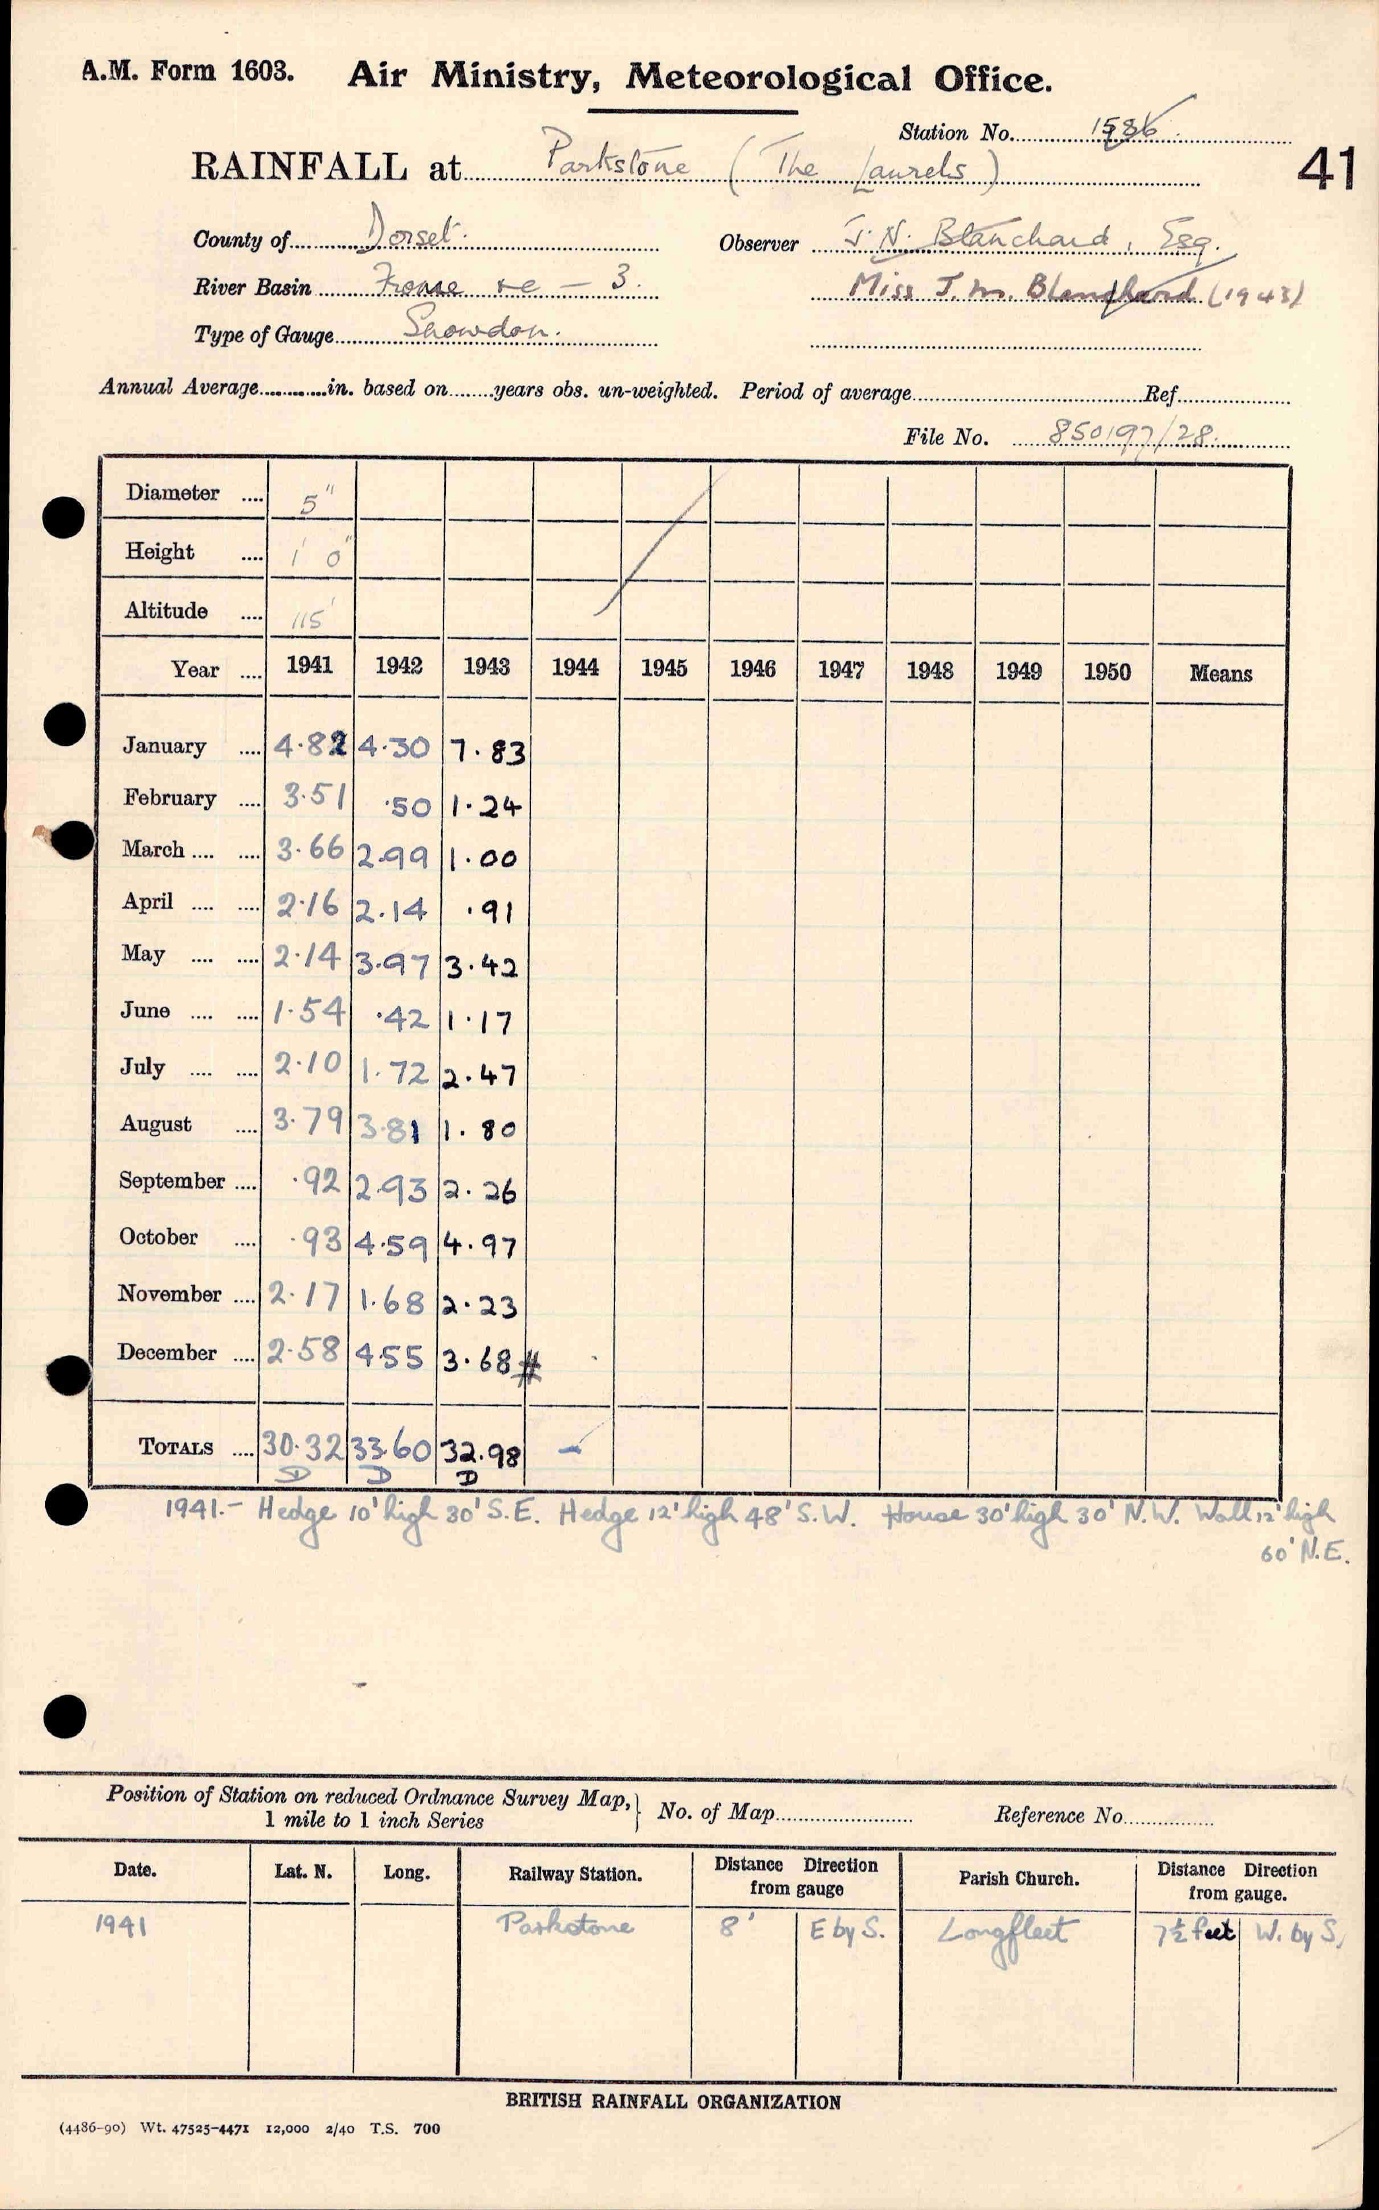 A.M. Form 1603. Air Ministry, Meteorological Office.
Station No. 1586
RAINFALL at Parkstone (The Laurels) 41
County of Dorset. Observer J. N. Blanchard, Esq.
River Basin Frome &c — 3. Miss J. M. Blanchard (1943)
Type of Gauge Snowdon.
Annual Average............in. based on........years obs. un-weighted. Period of average Ref.
File No. 850197/28.
Diameter .... 5"
Height .... 1' 0"
Altitude .... 115'
Year .... 1941 1942 1943 1944 1945 1946 1947 1948 1949 1950 Means
January .... 4.82 4.30 7.83
February .... 3.51 .50 1.24
March .... .... 3.66 2.99 1.00
April .... .... 2.16 2.14 .91
May .... .... 2.14 3.97 3.42
June .... .... 1.54 .42 1.17
July .... .... 2.10 1.72 2.47
August .... 3.79 3.81 1.80
September .... .92 2.93 2.26
October .... .93 4.59 4.97
November .... 2.17 1.68 2.23
December .... 2.58 4.55 3.68 #
TOTALS .... 30.32 33.60 32.98 -
D D D
1941.- Hedge 10' high 30' S.E. Hedge 12' high 48' S.W. House 30' high 30' N.W. Wall 12' high
60' N.E.
Position of Station on reduced Ordnance Survey Map,} No. of Map Reference No.
1 mile to 1 inch Series
Date. Lat. N. Long. Railway Station. Distance Direction from gauge Parish Church. Distance Direction from gauge.
1941 Parkstone 8' E by S. Longfleet 7½ feet W. by S.
BRITISH RAINFALL ORGANIZATION
(4486-90) Wt. 47525-4471 12,000 2/40 T.S. 700